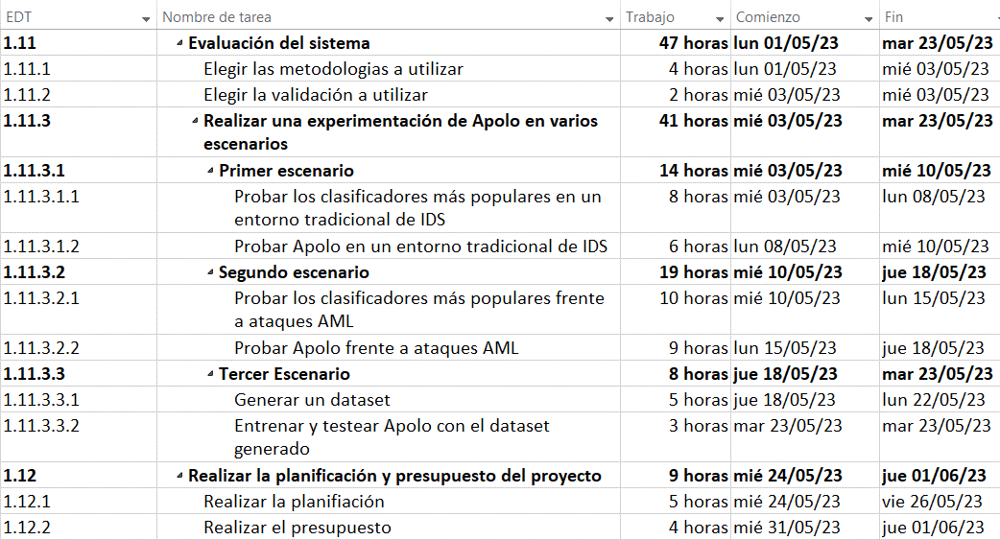 EDT Nombre de tarea Trabajo Comienzo Fin
1.11 Evaluación del sistema 47 horas lun 01/05/23 mar 23/05/23
1.11.1 Elegir las metodologias a utilizar 4 horas lun 01/05/23 mié 03/05/23
1.11.2 Elegir la validación a utilizar 2 horas mié 03/05/23 mié 03/05/23
1.11.3 Realizar una experimentación de Apolo en varios 41 horas mié 03/05/23 mar 23/05/23
escenarios
1.11.3.1 Primer escenario 14 horas mié 03/05/23 mié 10/05/23
1.11.3.1.1 Probar los clasificadores más populares en un 8 horas mié 03/05/23 lun 08/05/23
entorno tradicional de IDS
1.11.3.1.2 Probar Apolo en un entorno tradicional de IDS 6 horas lun 08/05/23 mié 10/05/23
1.11.3.2 Segundo escenario 19 horas mié 10/05/23 jue 18/05/23
1.11.3.2.1 Probar los clasificadores más populares frente 10 horas mié 10/05/23 lun 15/05/23
a ataques AML
1.11.3.2.2 Probar Apolo frente a ataques AML 9 horas lun 15/05/23 jue 18/05/23
1.11.3.3 Tercer Escenario 8 horas jue 18/05/23 mar 23/05/23
1.11.3.3.1 Generar un dataset 5 horas jue 18/05/23 lun 22/05/23
1.11.3.3.2 Entrenar y testear Apolo con el dataset 3 horas mar 23/05/23 mar 23/05/23
generado
1.12 Realizar la planificación y presupuesto del proyecto 9 horas mié 24/05/23 jue 01/06/23
1.12.1 Realizar la planifiación 5 horas mié 24/05/23 vie 26/05/23
1.12.2 Realizar el presupuesto 4 horas mié 31/05/23 jue 01/06/23